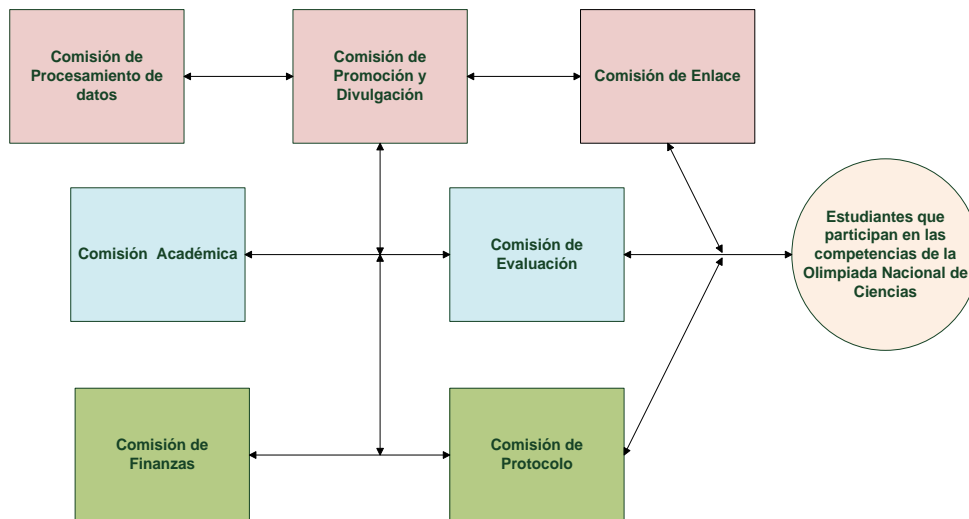 Comisión de
Procesamiento de
datos
Comisión de
Promoción y
Divulgación
Comisión de Enlace
Comisión Académica
Comisión de
Evaluación
Estudiantes que
participan en las
competencias de la
Olimpiada Nacional de
Ciencias
Comisión de
Finanzas
Comisión de
Protocolo